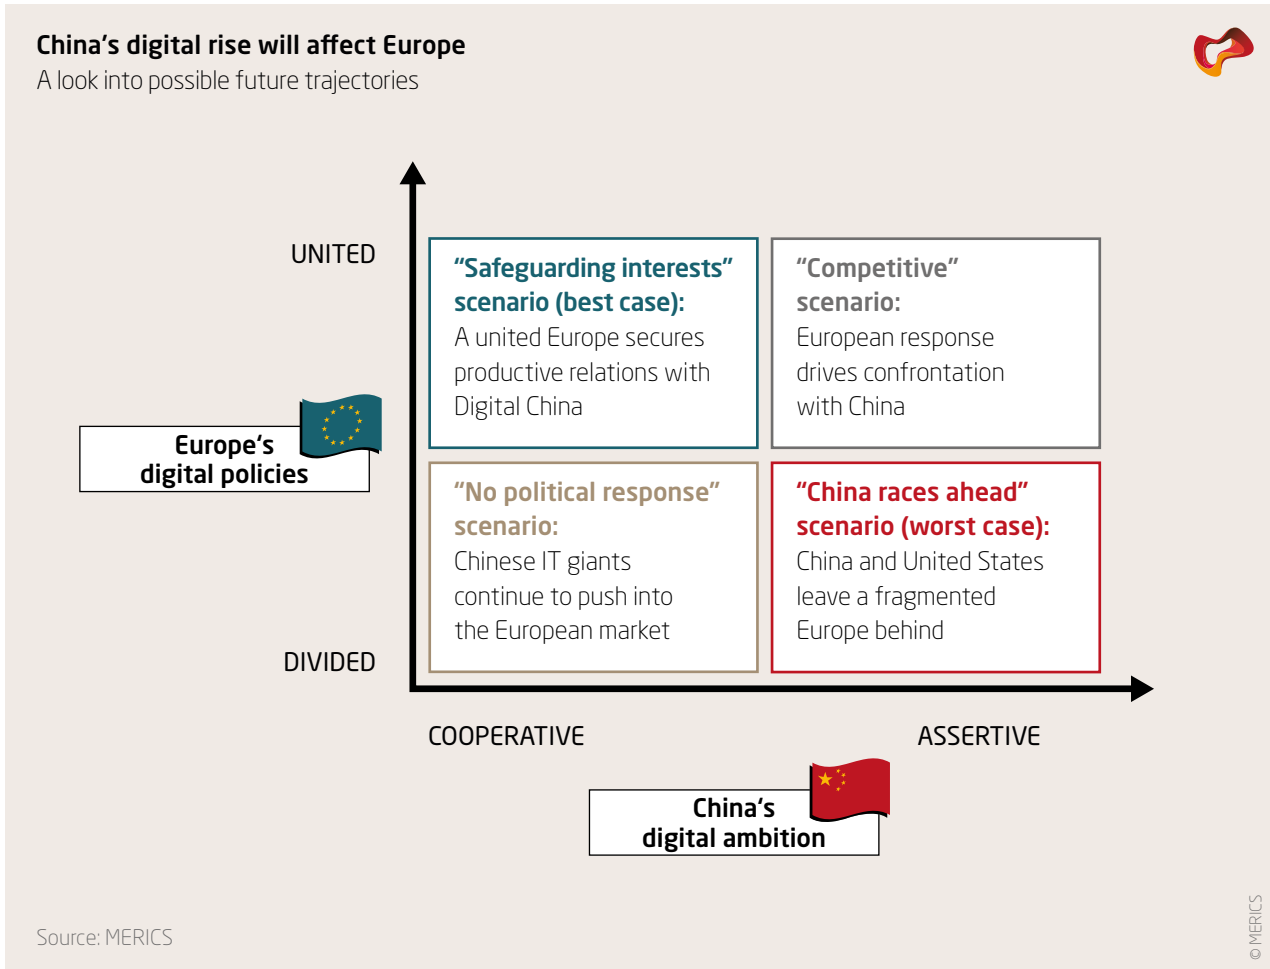 China’s digital rise will affect Europe
A look into possible future trajectories
UNITED
“Safeguarding interests”
scenario (best case):
A united Europe secures
productive relations with
Digital China
“Competitive”
scenario:
European response
drives confrontation
with China
Europe‘s
digital policies
“No political response”
scenario:
Chinese IT giants
continue to push into
the European market
“China races ahead”
scenario (worst case):
China and United States
leave a fragmented
Europe behind
DIVIDED
COOPERATIVE
ASSERTIVE
China‘s
digital ambition
Source: MERICS
© MERICS